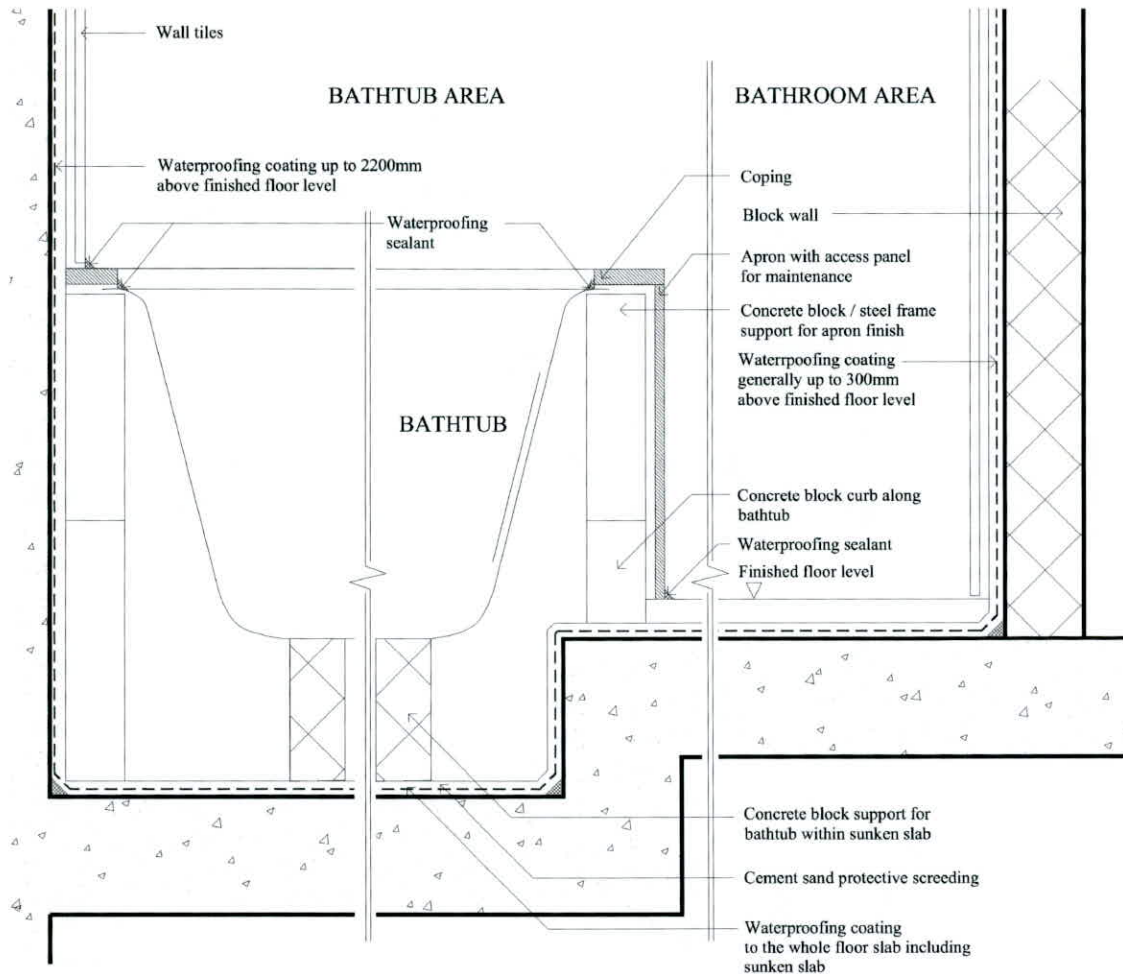 Wall tiles
BATHTUB AREA
BATHROOM AREA
Waterproofing coating up to 2200mm
above finished floor level
Waterproofing
sealant
Coping
Block wall
Apron with access panel
for maintenance
Concrete block / steel frame
support for apron finish
Waterrpoofing coating
generally up to 300mm
above finished floor level
BATHTUB
Concrete block curb along
bathtub
Waterproofing sealant
Finished floor level
Concrete block support for
bathtub within sunken slab
Cement sand protective screeding
Waterproofing coating
to the whole floor slab including
sunken slab